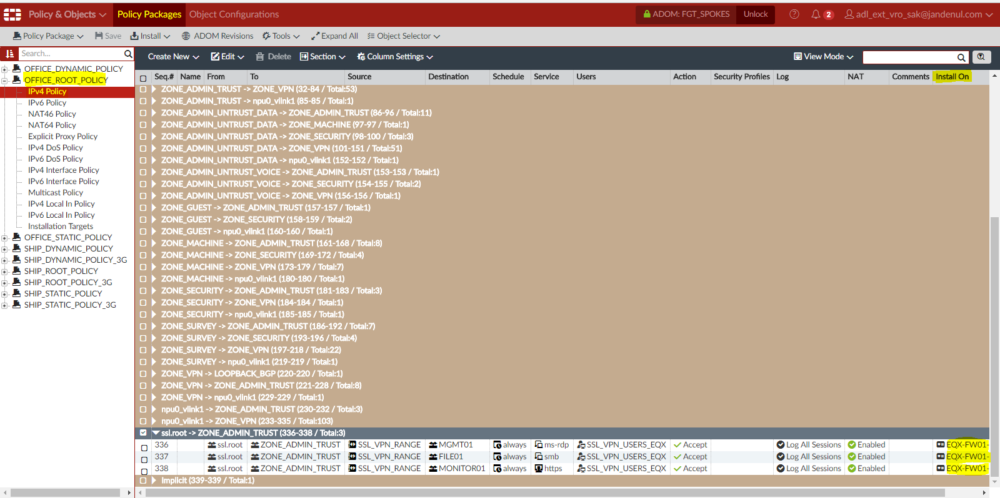 Policy & Objects Policy Packages Object Configurations ADOM: FGT_SPOKES Unlock 2 adl_ext_vro_sak@jandenul.com
Policy Package Save Install ADOM Revisions Tools Expand All Object Selector
Search...
Create New Edit Delete Section Column Settings View Mode
OFFICE_DYNAMIC_POLICY
OFFICE_ROOT_POLICY
IPv4 Policy
IPv6 Policy
NAT46 Policy
NAT64 Policy
Explicit Proxy Policy
IPv4 DoS Policy
IPv6 DoS Policy
IPv4 Interface Policy
IPv6 Interface Policy
Multicast Policy
IPv4 Local In Policy
IPv6 Local In Policy
Installation Targets
OFFICE_STATIC_POLICY
SHIP_DYNAMIC_POLICY
SHIP_DYNAMIC_POLICY_3G
SHIP_ROOT_POLICY
SHIP_ROOT_POLICY_3G
SHIP_STATIC_POLICY
SHIP_STATIC_POLICY_3G
Seq.# Name From To Source Destination Schedule Service Users Action Security Profiles Log NAT Comments Install On
ZONE_ADMIN_TRUST -> ZONE_VPN (32-84 / Total:53)
ZONE_ADMIN_TRUST -> npu0_vlink1 (85-85 / Total:1)
ZONE_ADMIN_UNTRUST_DATA -> ZONE_ADMIN_TRUST (86-96 / Total:11)
ZONE_ADMIN_UNTRUST_DATA -> ZONE_MACHINE (97-97 / Total:1)
ZONE_ADMIN_UNTRUST_DATA -> ZONE_SECURITY (98-100 / Total:3)
ZONE_ADMIN_UNTRUST_DATA -> ZONE_VPN (101-151 / Total:51)
ZONE_ADMIN_UNTRUST_DATA -> npu0_vlink1 (152-152 / Total:1)
ZONE_ADMIN_UNTRUST_VOICE -> ZONE_ADMIN_TRUST (153-153 / Total:1)
ZONE_ADMIN_UNTRUST_VOICE -> ZONE_SECURITY (154-155 / Total:2)
ZONE_ADMIN_UNTRUST_VOICE -> ZONE_VPN (156-156 / Total:1)
ZONE_GUEST -> ZONE_ADMIN_TRUST (157-157 / Total:1)
ZONE_GUEST -> ZONE_SECURITY (158-159 / Total:2)
ZONE_GUEST -> npu0_vlink1 (160-160 / Total:1)
ZONE_MACHINE -> ZONE_ADMIN_TRUST (161-168 / Total:8)
ZONE_MACHINE -> ZONE_SECURITY (169-172 / Total:4)
ZONE_MACHINE -> ZONE_VPN (173-179 / Total:7)
ZONE_MACHINE -> npu0_vlink1 (180-180 / Total:1)
ZONE_SECURITY -> ZONE_ADMIN_TRUST (181-183 / Total:3)
ZONE_SECURITY -> ZONE_VPN (184-184 / Total:1)
ZONE_SECURITY -> npu0_vlink1 (185-185 / Total:1)
ZONE_SURVEY -> ZONE_ADMIN_TRUST (186-192 / Total:7)
ZONE_SURVEY -> ZONE_SECURITY (193-196 / Total:4)
ZONE_SURVEY -> ZONE_VPN (197-218 / Total:22)
ZONE_SURVEY -> npu0_vlink1 (219-219 / Total:1)
ZONE_VPN -> LOOPBACK_BGP (220-220 / Total:1)
ZONE_VPN -> ZONE_ADMIN_TRUST (221-228 / Total:8)
ZONE_VPN -> npu0_vlink1 (229-229 / Total:1)
npu0_vlink1 -> ZONE_ADMIN_TRUST (230-232 / Total:3)
npu0_vlink1 -> ZONE_VPN (233-335 / Total:103)
ssl.root -> ZONE_ADMIN_TRUST (336-338 / Total:3)
336 ssl.root ZONE_ADMIN_TRUST SSL_VPN_RANGE MGMT01 always ms-rdp SSL_VPN_USERS_EQX Accept Log All Sessions Enabled EQX-FW01-
337 ssl.root ZONE_ADMIN_TRUST SSL_VPN_RANGE FILE01 always smb SSL_VPN_USERS_EQX Accept Log All Sessions Enabled EQX-FW01-
338 ssl.root ZONE_ADMIN_TRUST SSL_VPN_RANGE MONITOR01 always https SSL_VPN_USERS_EQX Accept Log All Sessions Enabled EQX-FW01-
Implicit (339-339 / Total:1)